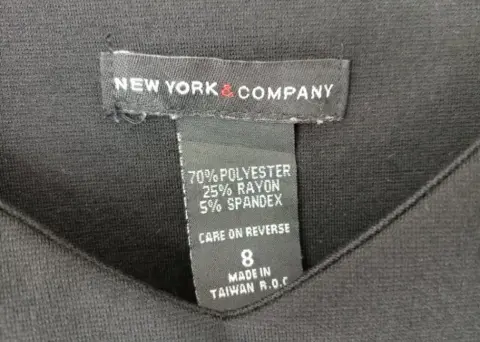 NEW YORK & COMPANY
70% POLYESTER
25% RAYON
5% SPANDEX
CARE ON REVERSE
8
MADE IN
TAIWAN R.O.C